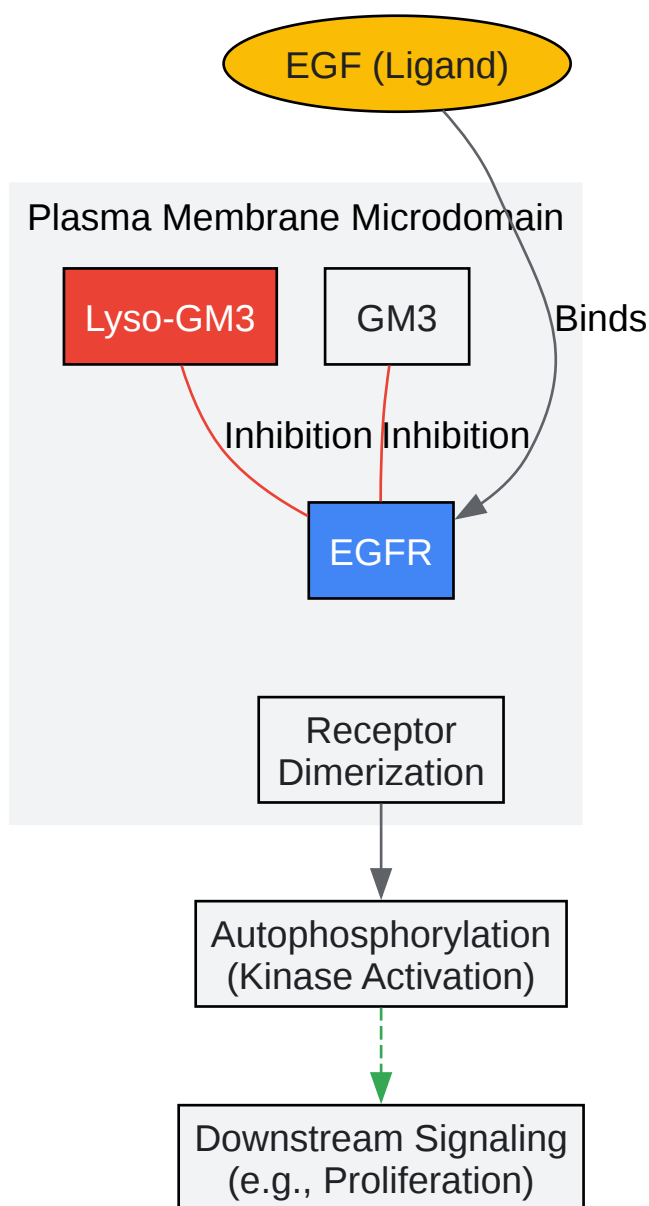 EGF (Ligand)
Plasma Membrane Microdomain
Lyso-GM3
GM3
Binds
Inhibition
Inhibition
EGFR
Receptor
Dimerization
Autophosphorylation
(Kinase Activation)
Downstream Signaling
(e.g., Proliferation)